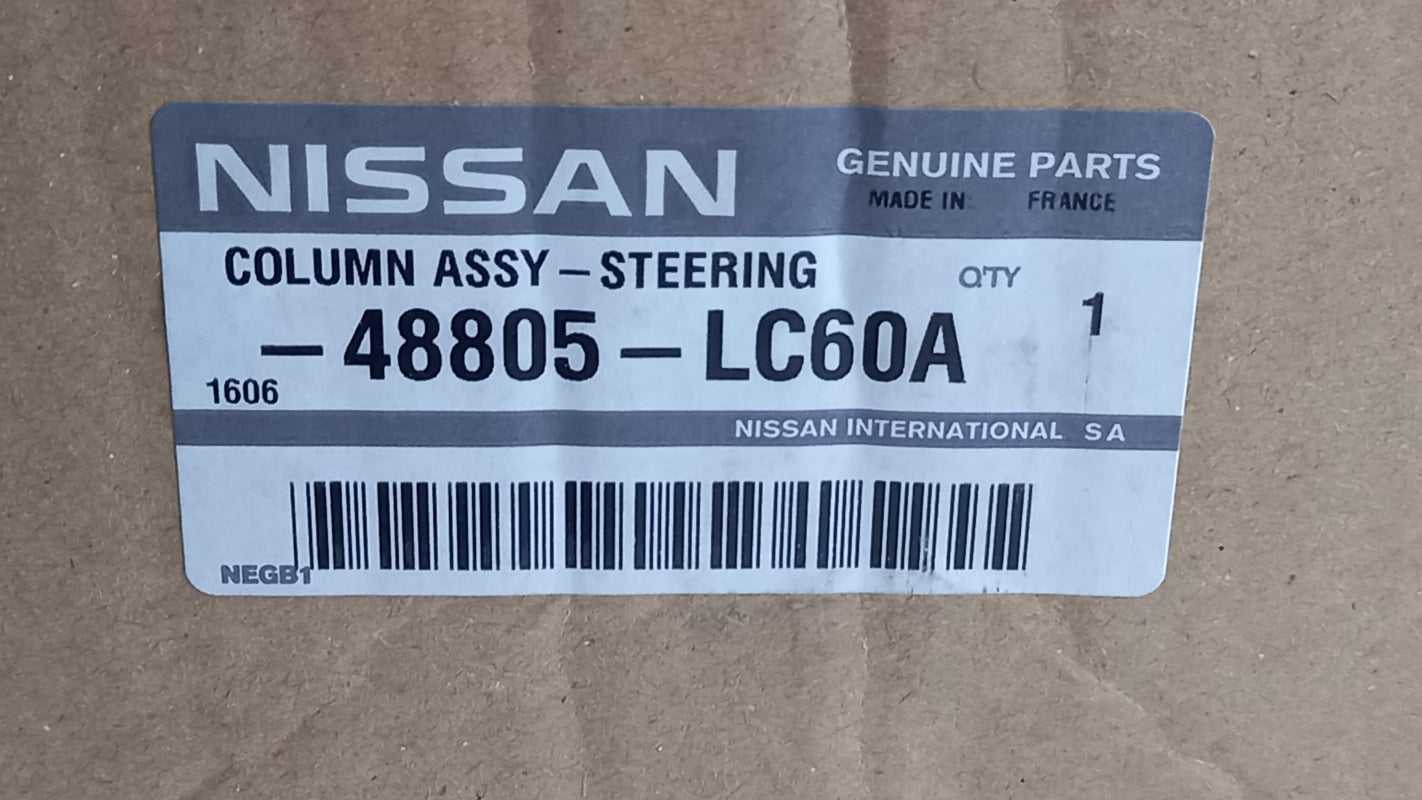 NISSAN
GENUINE PARTS
MADE IN FRANCE
COLUMN ASSY – STEERING
Q'TY 1
– 48805 – LC60A
1606
NISSAN INTERNATIONAL SA
NEGB1